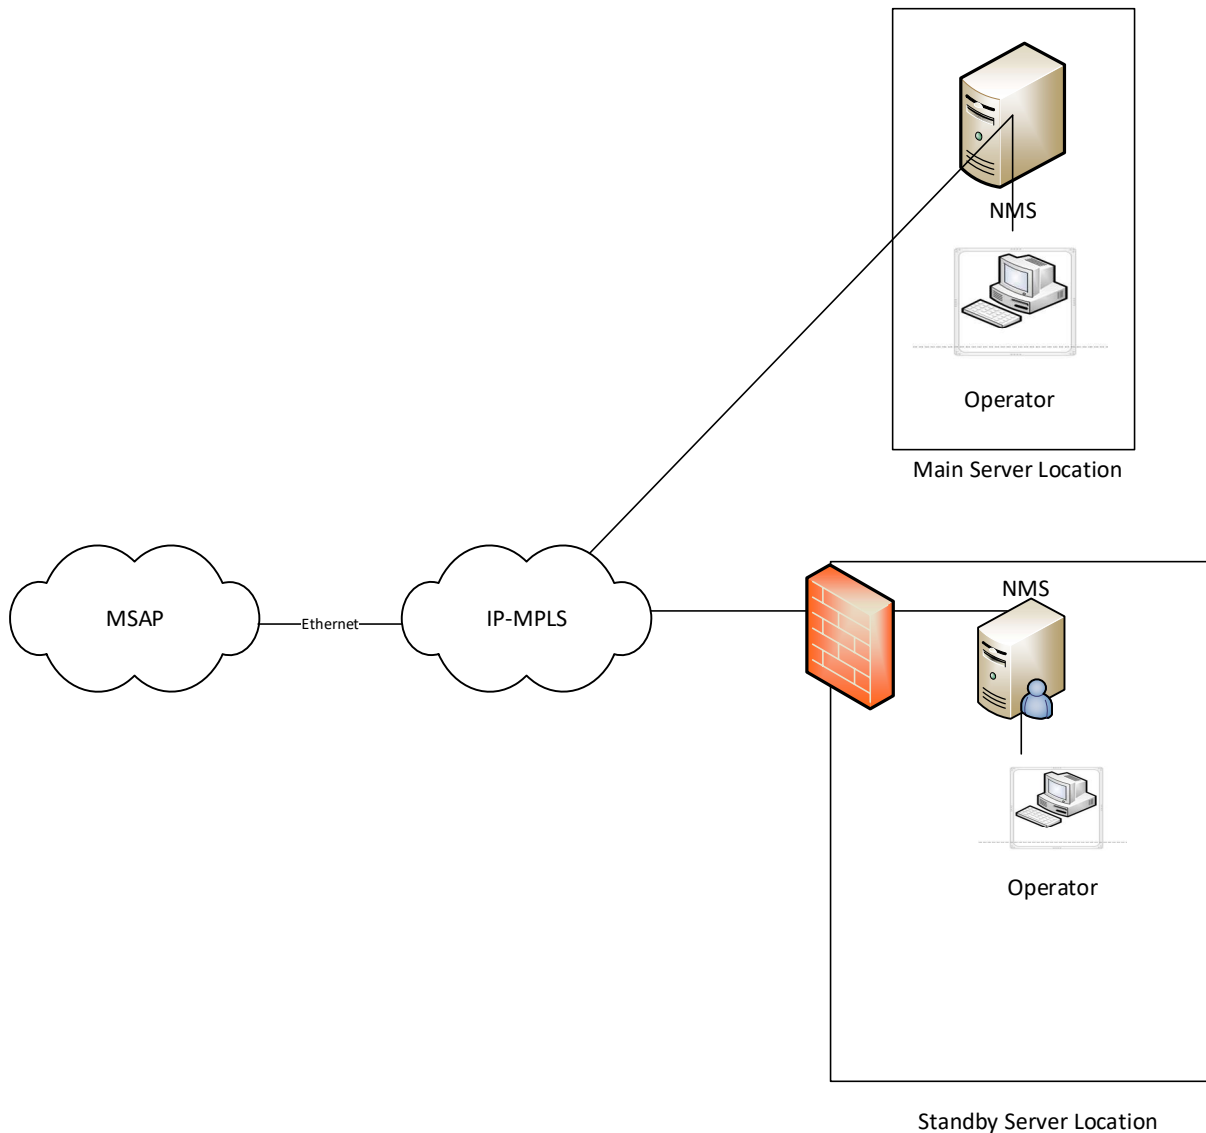 NMS
Operator
Main Server Location
MSAP
Ethernet
IP-MPLS
NMS
Operator
Standby Server Location